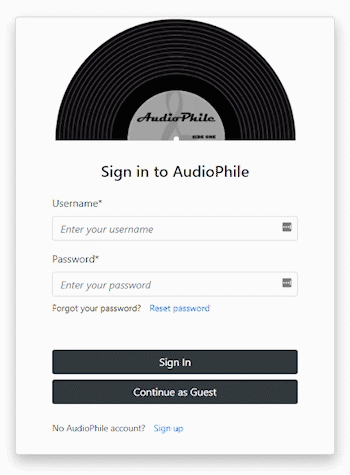 AudioPhile
SIDE ONE
Sign in to AudioPhile
Username*
Enter your username
Password*
Enter your password
Forgot your password? Reset password
Sign In
Continue as Guest
No AudioPhile account? Sign up